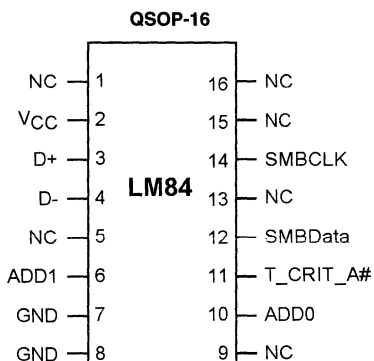 QSOP-16
NC 1 16 NC
VCC 2 15 NC
D+ 3 14 SMBCLK
D- 4 LM84 13 NC
NC 5 12 SMBData
ADD1 6 11 T_CRIT_A#
GND 7 10 ADD0
GND 8 9 NC